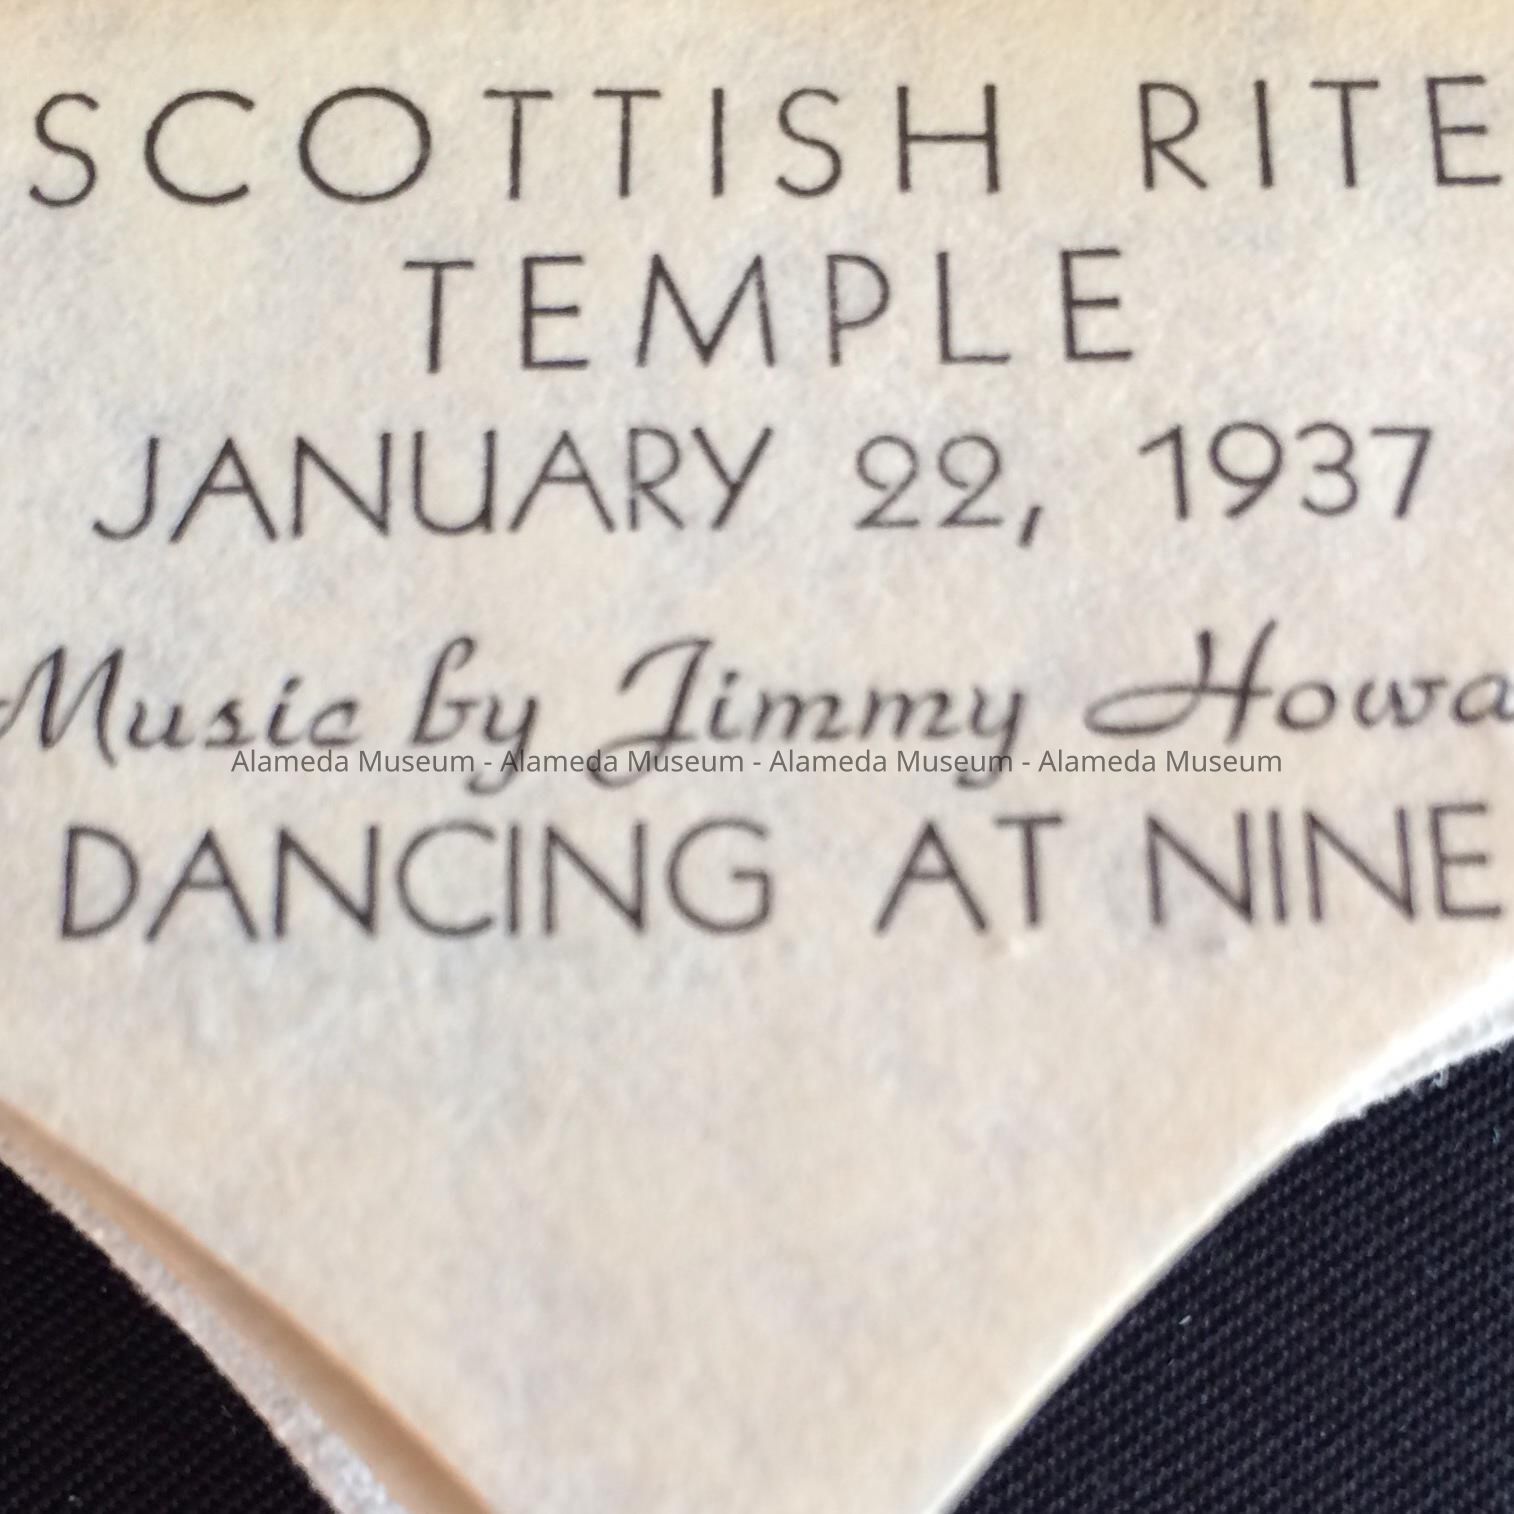 SCOTTISH RITE
TEMPLE
JANUARY 22, 1937
Music by Jimmy Howa
Alameda Museum - Alameda Museum - Alameda Museum - Alameda Museum
DANCING AT NINE